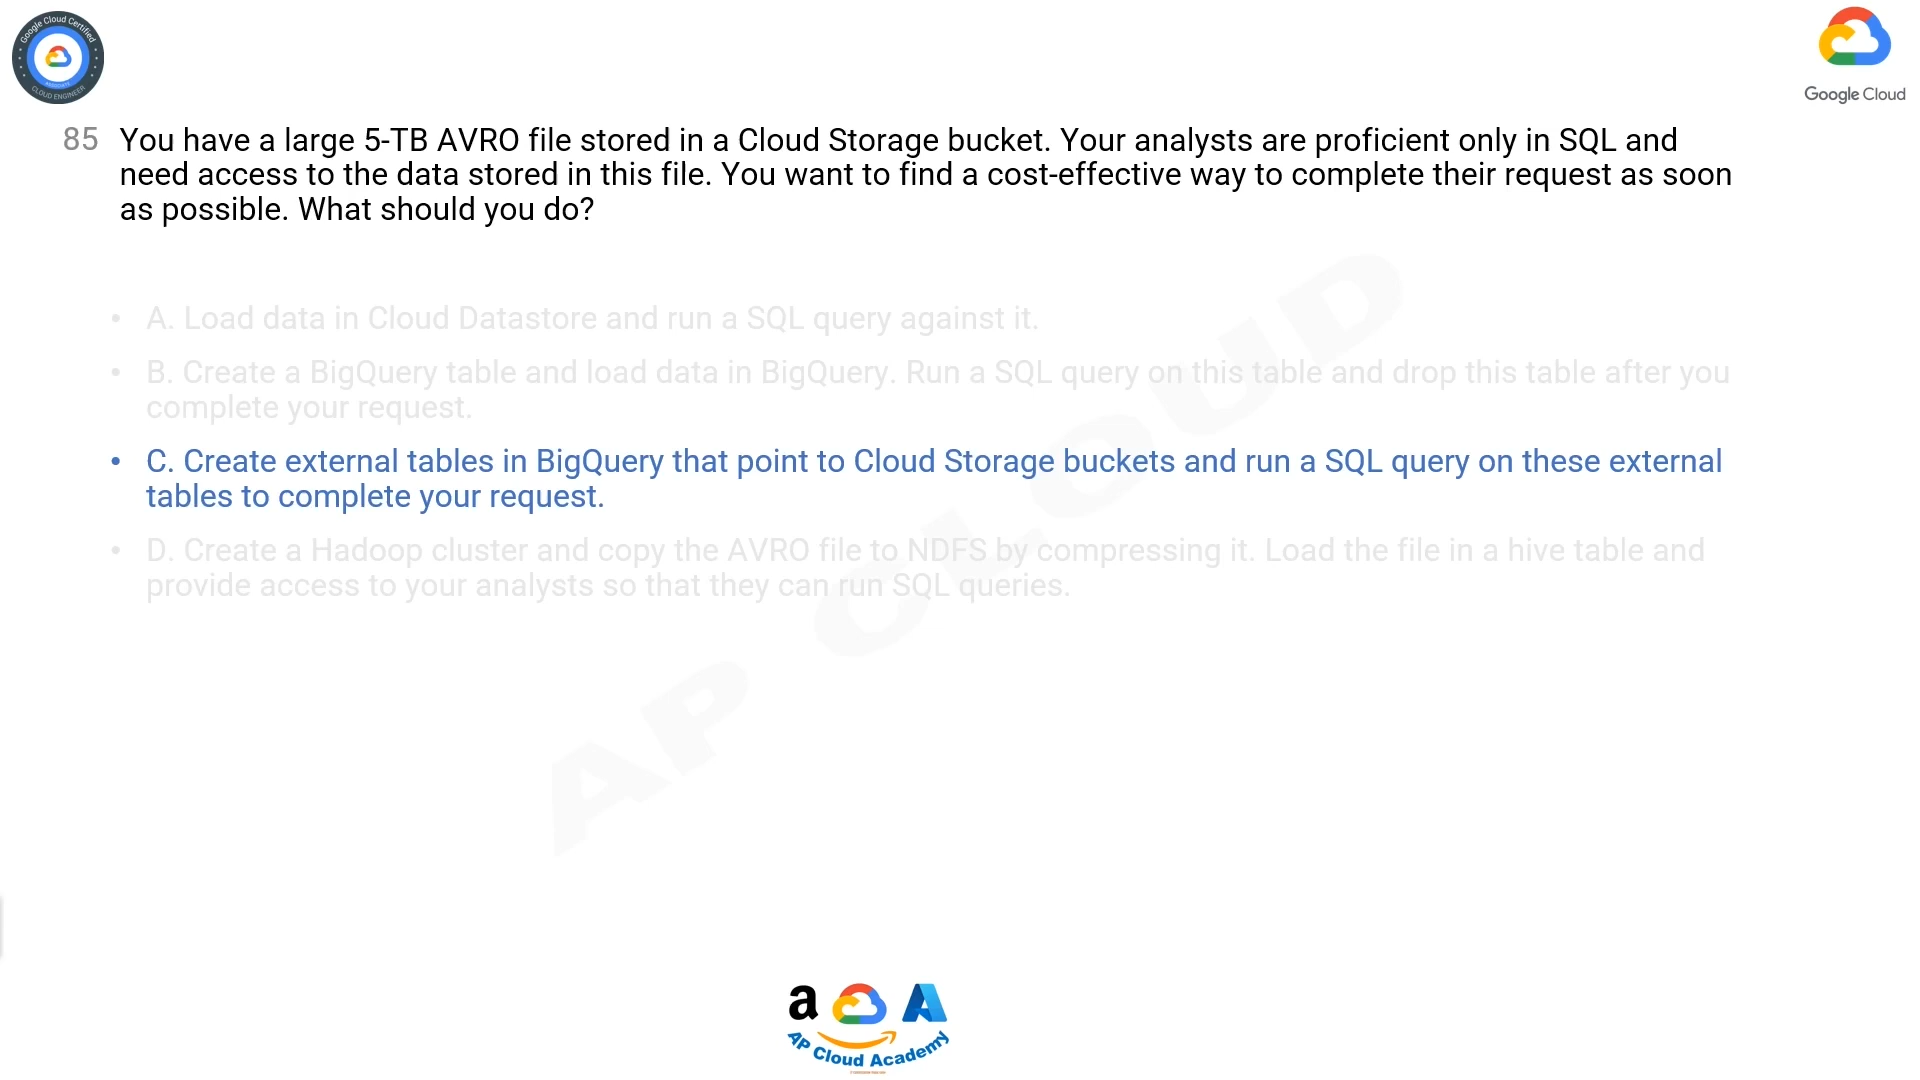 Google Cloud Certified
ASSOCIATE
CLOUD ENGINEER
Google Cloud
85 You have a large 5-TB AVRO file stored in a Cloud Storage bucket. Your analysts are proficient only in SQL and
need access to the data stored in this file. You want to find a cost-effective way to complete their request as soon
as possible. What should you do?
• A. Load data in Cloud Datastore and run a SQL query against it.
• B. Create a BigQuery table and load data in BigQuery. Run a SQL query on this table and drop this table after you
complete your request.
• C. Create external tables in BigQuery that point to Cloud Storage buckets and run a SQL query on these external
tables to complete your request.
• D. Create a Hadoop cluster and copy the AVRO file to NDFS by compressing it. Load the file in a hive table and
provide access to your analysts so that they can run SQL queries.
AP CLOUD
a
AP Cloud Academy